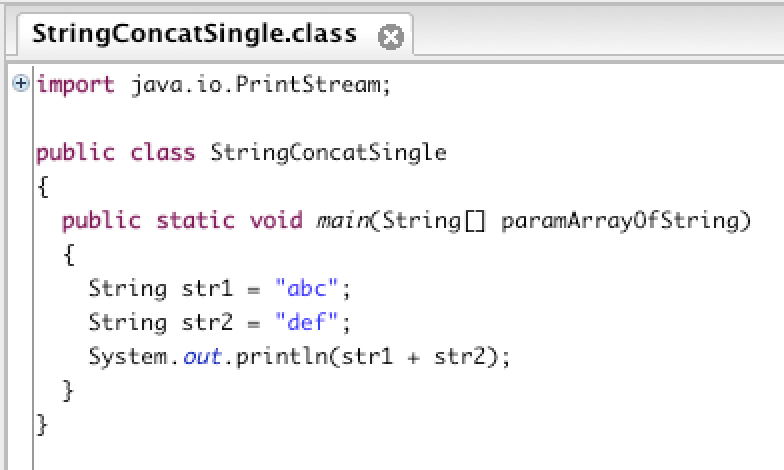 StringConcatSingle.class
import java.io.PrintStream;
public class StringConcatSingle
{
public static void main(String[] paramArrayOfString)
{
String str1 = "abc";
String str2 = "def";
System.out.println(str1 + str2);
}
}